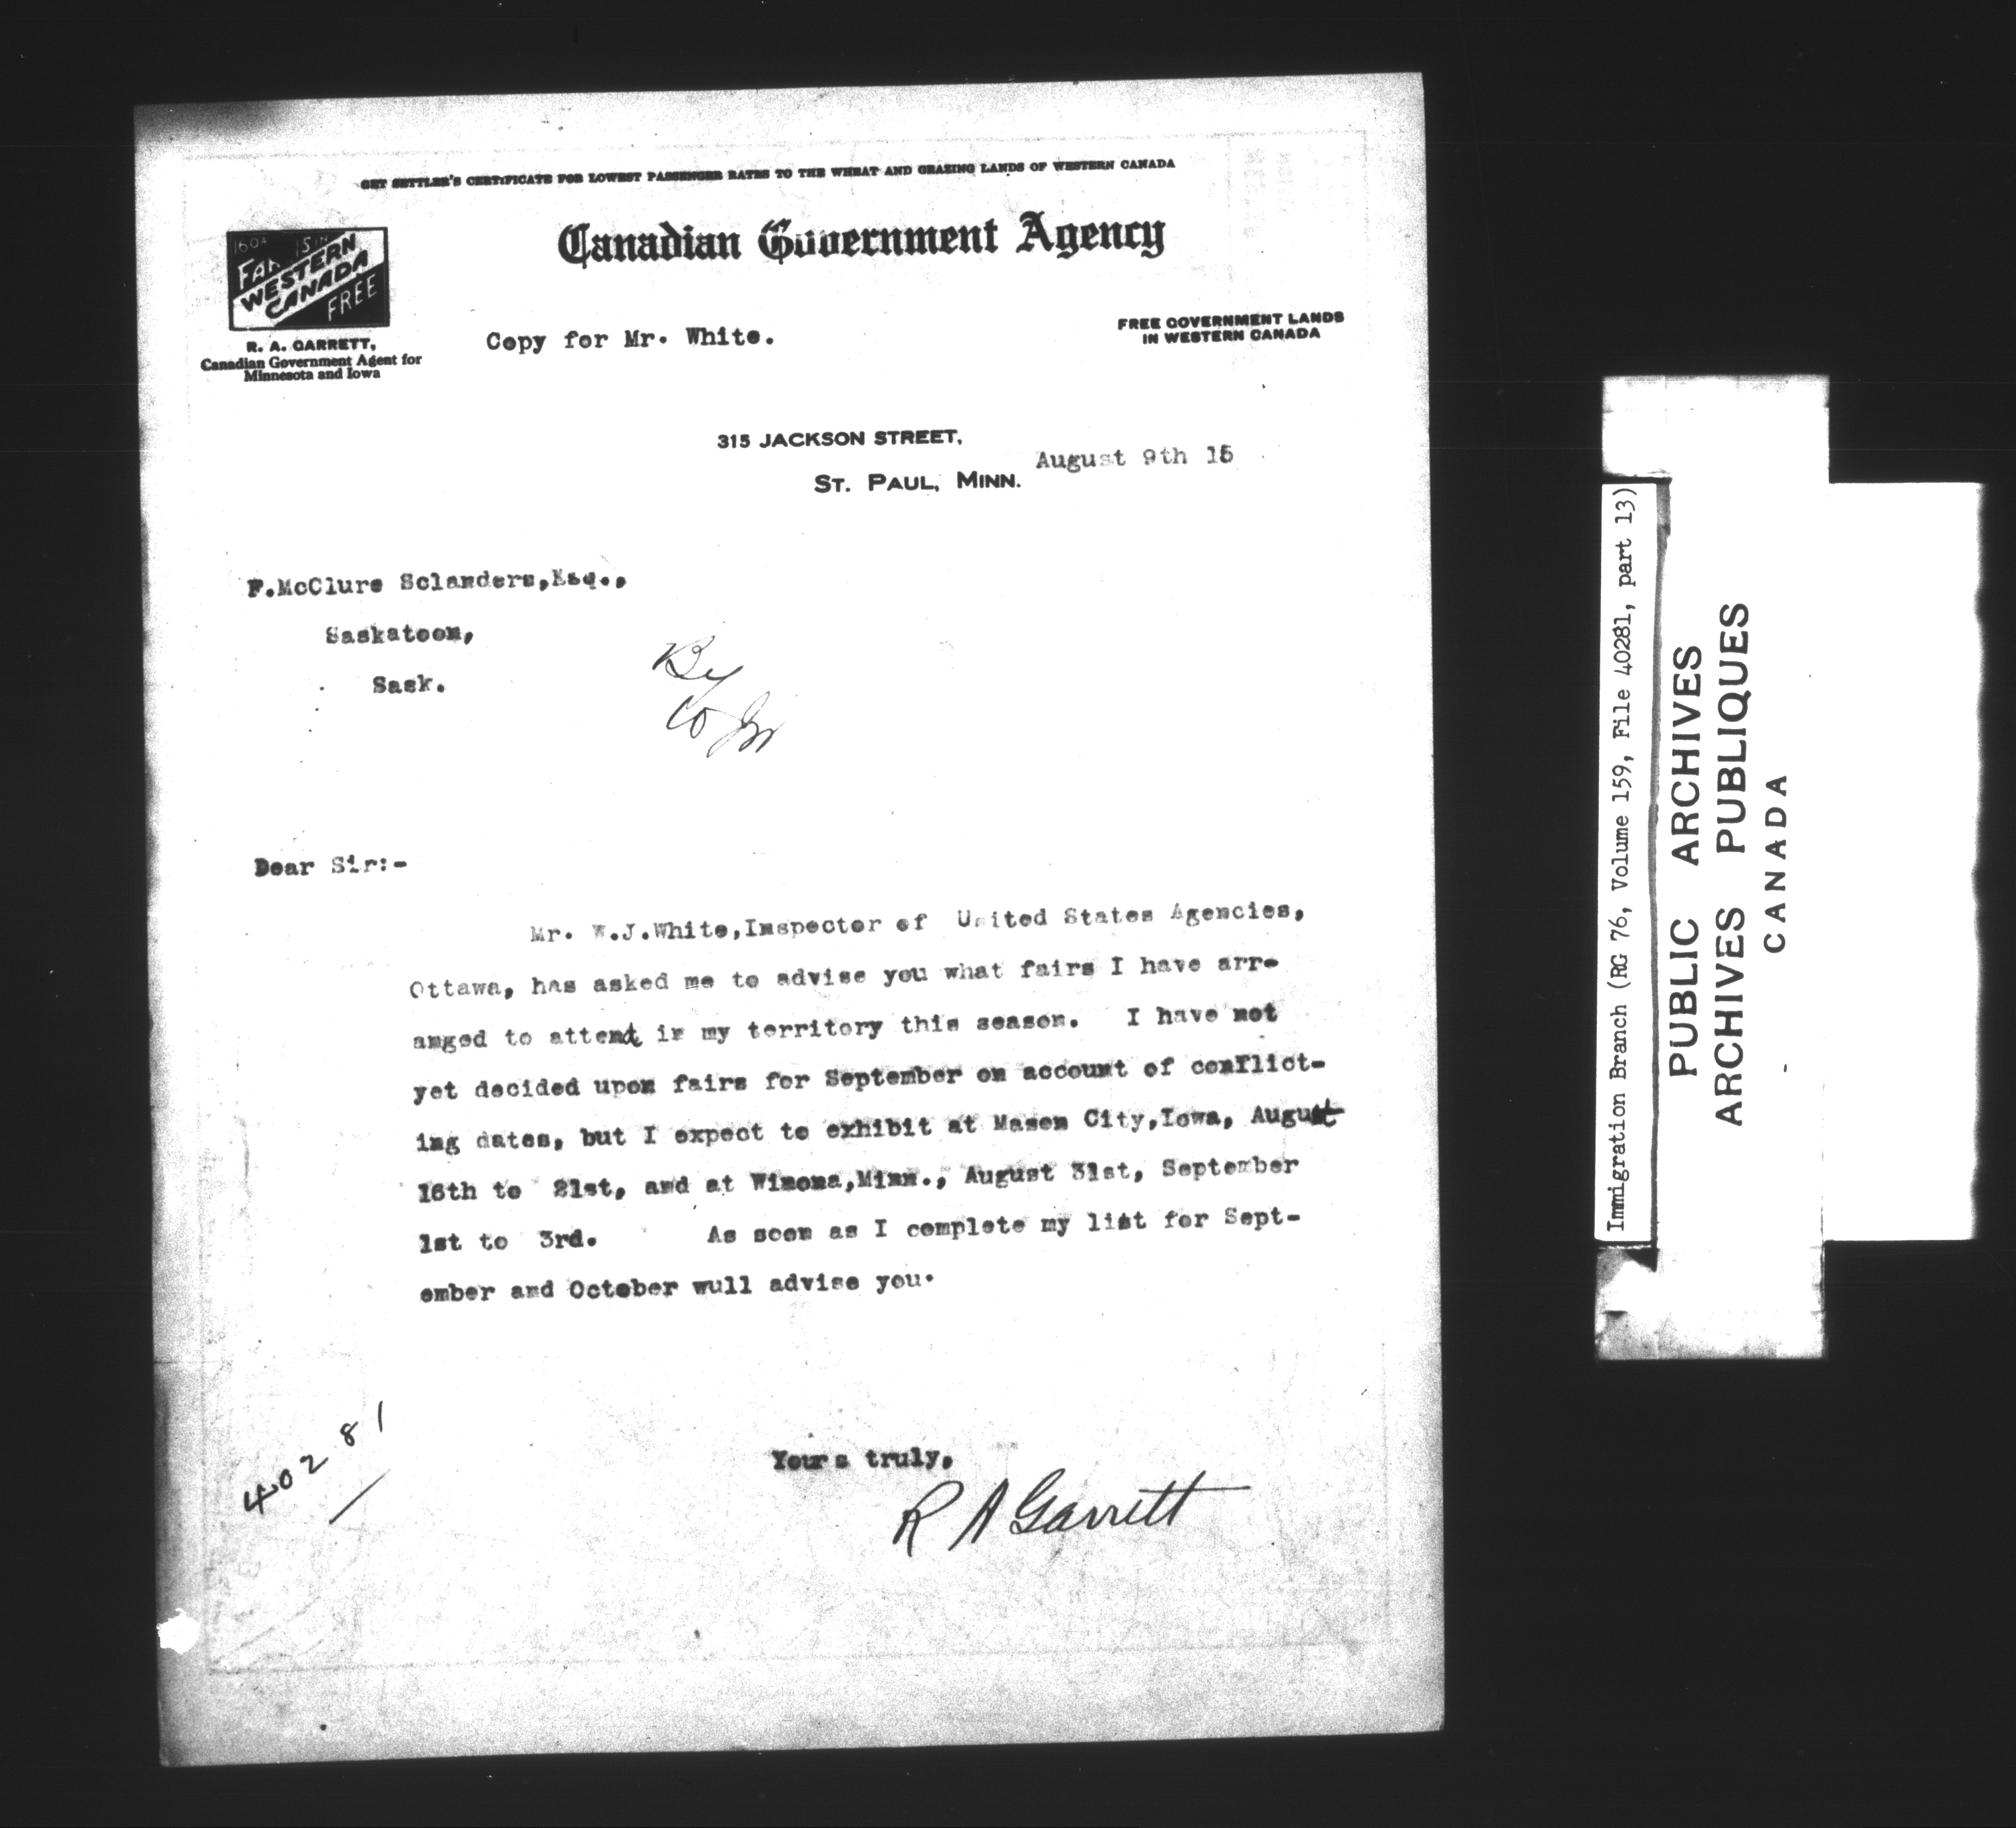 GET SETTLER'S CERTIFICATE FOR LOWEST PASSENGER RATES TO THE WHEAT AND GRAZING LANDS OF WESTERN CANADA
Canadian Government Agency
160A IS IN
WESTERN
CANADA
FREE
R. A. GARRETT,
Canadian Government Agent for
Minnesota and Iowa
Copy for Mr. White.
FREE GOVERNMENT LANDS
IN WESTERN CANADA
315 JACKSON STREET,
ST. PAUL, MINN.
August 9th 15
F.McClure Sclanders,Esq.,
Saskatoon,
Sask.
By
Dear Sir:-
Mr. W.J.White,Inspector of United States Agencies,
Ottawa, has asked me to advise you what fairs I have arr-
anged to attend in my territory this season. I have not
yet decided upon fairs for September on account of conflict-
ing dates, but I expect to exhibit at Mason City,Iowa, August
16th to 21st, and at Winona,Minn., August 31st, September
1st to 3rd. As soon as I complete my list for Sept-
ember and October wull advise you.
Yours truly,
R A Garrett
40281
Immigration Branch (RG 76, Volume 159, File 40281, part 13)
PUBLIC ARCHIVES
ARCHIVES PUBLIQUES
CANADA